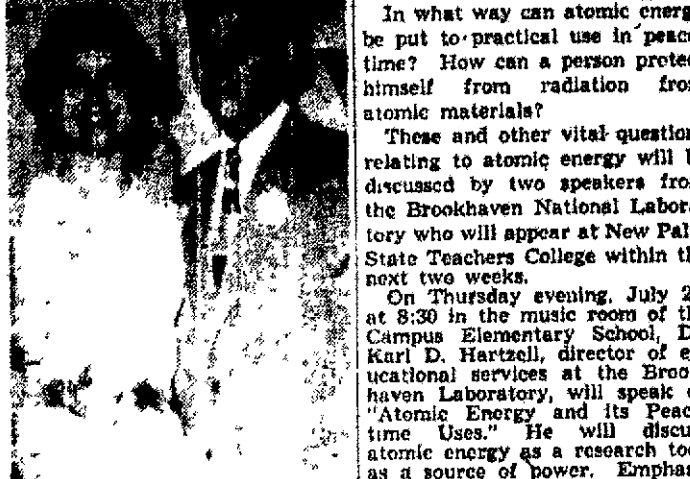 In what way can atomic energ
be put to practical use in peac
time? How can a person protec
himself from radiation fro
atomic materials?
These and other vital question
relating to atomic energy will b
discussed by two speakers fro
the Brookhaven National Labor
tory who will appear at New Pal
State Teachers College within th
next two weeks.
On Thursday evening, July 2
at 8:30 in the music room of th
Campus Elementary School, D
Karl D. Hartzell, director of e
ucational services at the Broo
haven Laboratory, will speak o
"Atomic Energy and its Peac
time Uses." He will discu
atomic energy as a research too
as a source of power. Emphas